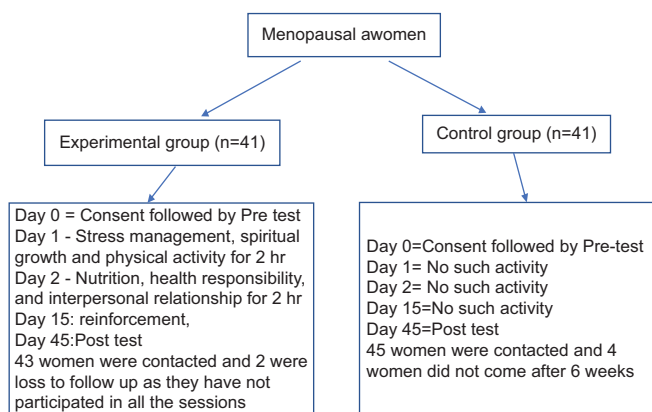 Menopausal awomen
Experimental group (n=41)
Control group (n=41)
Day 0 = Consent followed by Pre test
Day 1 - Stress management, spiritual
growth and physical activity for 2 hr
Day 2 - Nutrition, health responsibility,
and interpersonal relationship for 2 hr
Day 15: reinforcement,
Day 45:Post test
43 women were contacted and 2 were
loss to follow up as they have not
participated in all the sessions
Day 0=Consent followed by Pre-test
Day 1= No such activity
Day 2= No such activity
Day 15=No such activity
Day 45=Post test
45 women were contacted and 4
women did not come after 6 weeks